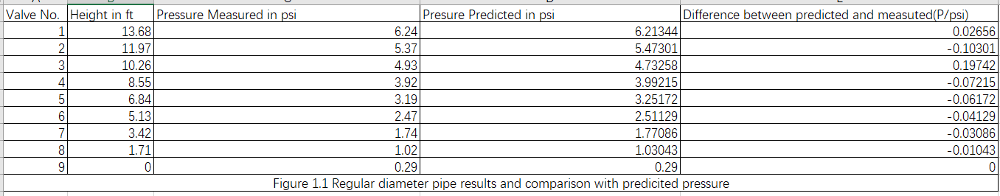 Valve No. Height in ft Pressure Measured in psi Presure Predicted in psi Difference between predicted and measuted(P/psi)
1 13.68 6.24 6.21344 0.02656
2 11.97 5.37 5.47301 -0.10301
3 10.26 4.93 4.73258 0.19742
4 8.55 3.92 3.99215 -0.07215
5 6.84 3.19 3.25172 -0.06172
6 5.13 2.47 2.51129 -0.04129
7 3.42 1.74 1.77086 -0.03086
8 1.71 1.02 1.03043 -0.01043
9 0 0.29 0.29 0
Figure 1.1 Regular diameter pipe results and comparison with predicited pressure